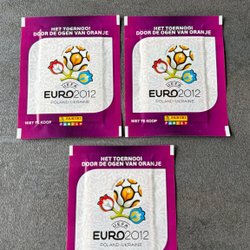 HET TOERNOOI
DOOR DE OGEN VAN ORANJE
UEFA
EURO2012
POLAND-UKRAINE
NIET TE KOOP
PANINI
HET TOERNOOI
DOOR DE OGEN VAN ORANJE
UEFA
EURO2012
POLAND-UKRAINE
NIET TE KOOP
PANINI
HET TOERNOOI
DOOR DE OGEN VAN ORANJE
UEFA
EURO2012
POLAND-UKRAINE